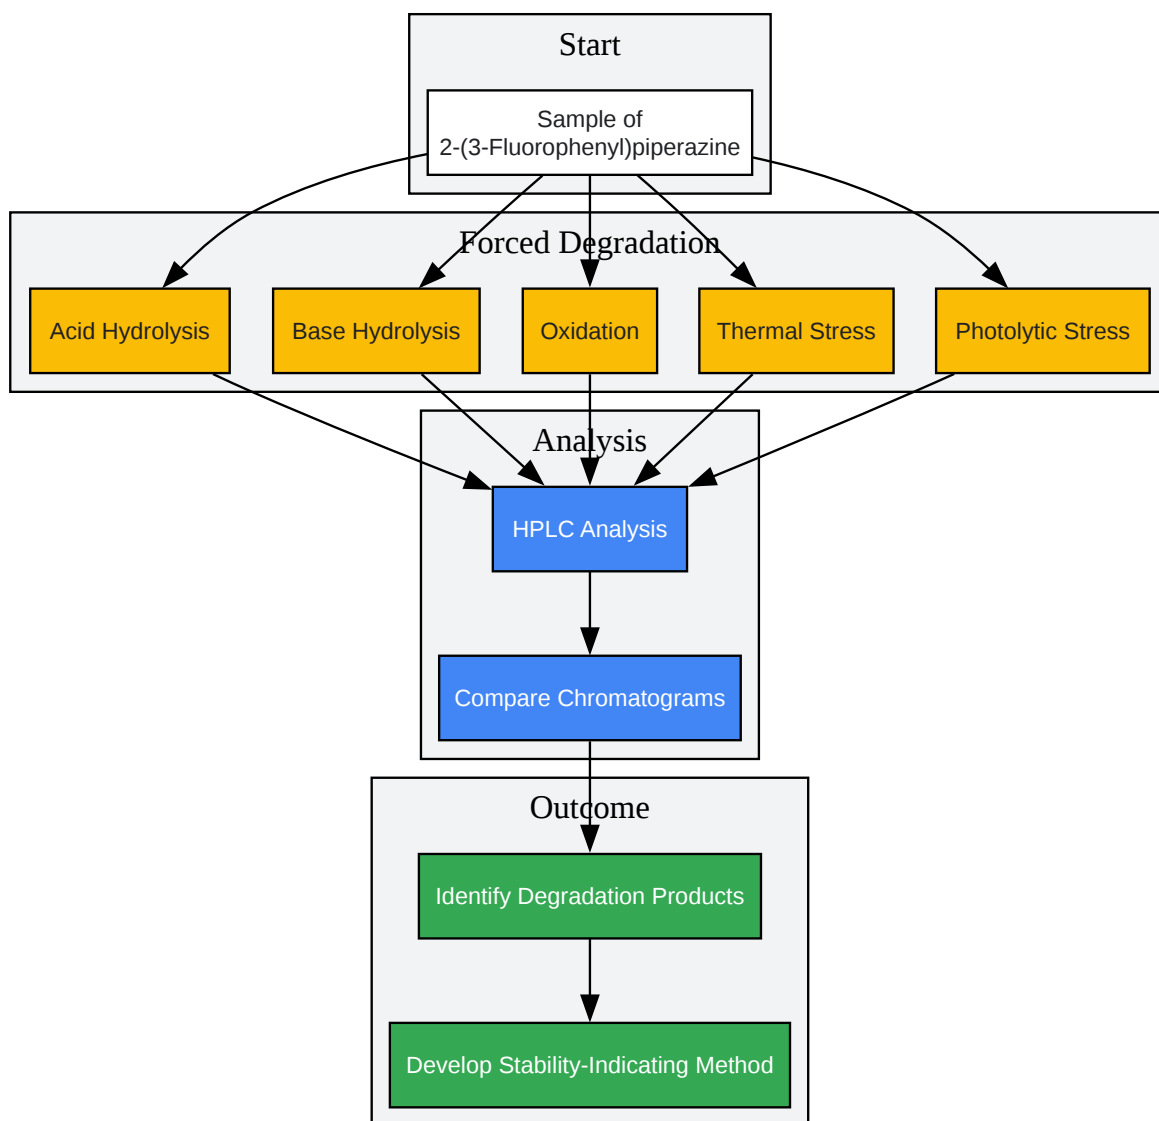 Start
Sample of
2-(3-Fluorophenyl)piperazine
Forced Degradation
Acid Hydrolysis
Base Hydrolysis
Oxidation
Thermal Stress
Photolytic Stress
Analysis
HPLC Analysis
Compare Chromatograms
Outcome
Identify Degradation Products
Develop Stability-Indicating Method